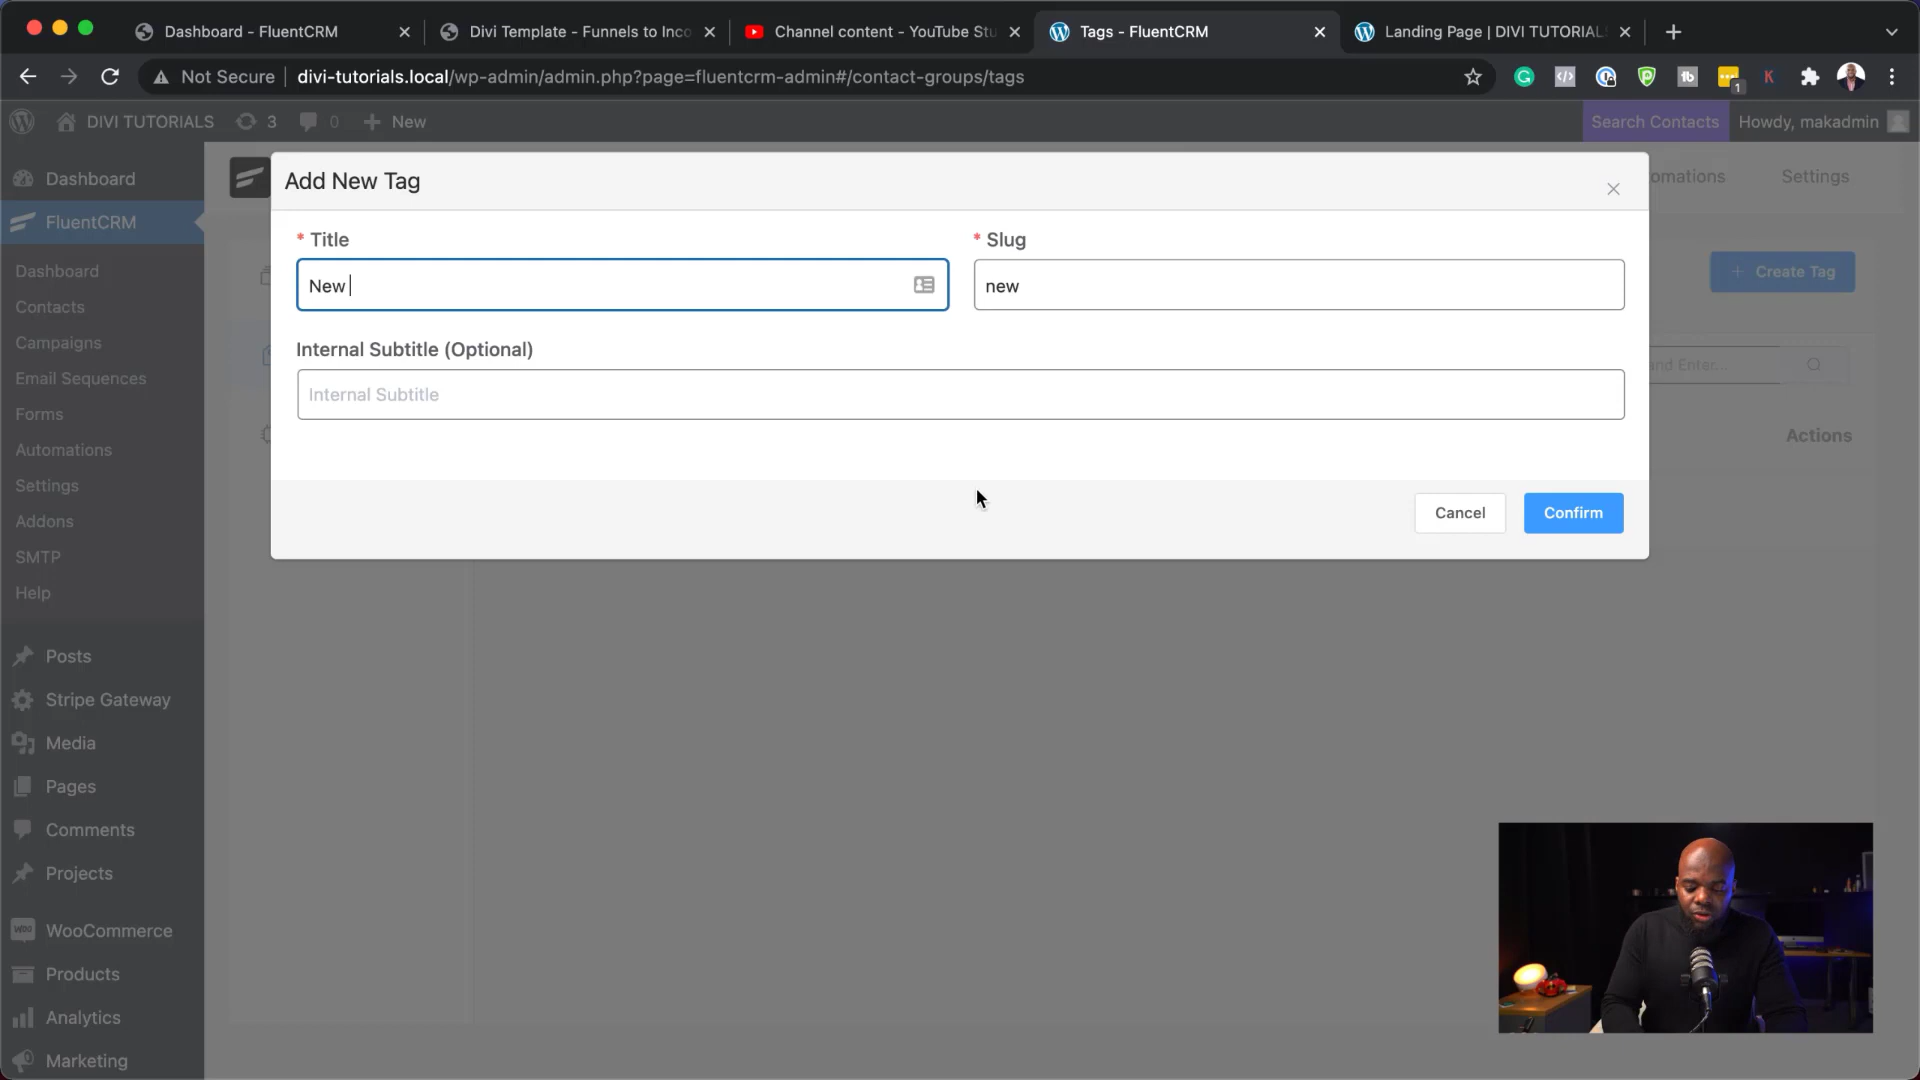 Dashboard - FluentCRM
Divi Template - Funnels to Inco
Channel content - YouTube Stu
Tags - FluentCRM
Landing Page | DIVI TUTORIAL
Not Secure
divi-tutorials.local/wp-admin/admin.php?page=fluentcrm-admin#/contact-groups/tags
1
DIVI TUTORIALS
3
0
New
Search Contacts
Howdy, makadmin
Dashboard
FluentCRM
Dashboard
Contacts
Campaigns
Email Sequences
Forms
Automations
Settings
Addons
SMTP
Help
Posts
Stripe Gateway
Media
Pages
Comments
Projects
WooCommerce
Products
Analytics
Marketing
omations
Settings
+ Create Tag
and Enter...
Actions
Add New Tag
* Title
* Slug
New
new
Internal Subtitle (Optional)
Internal Subtitle
Cancel
Confirm